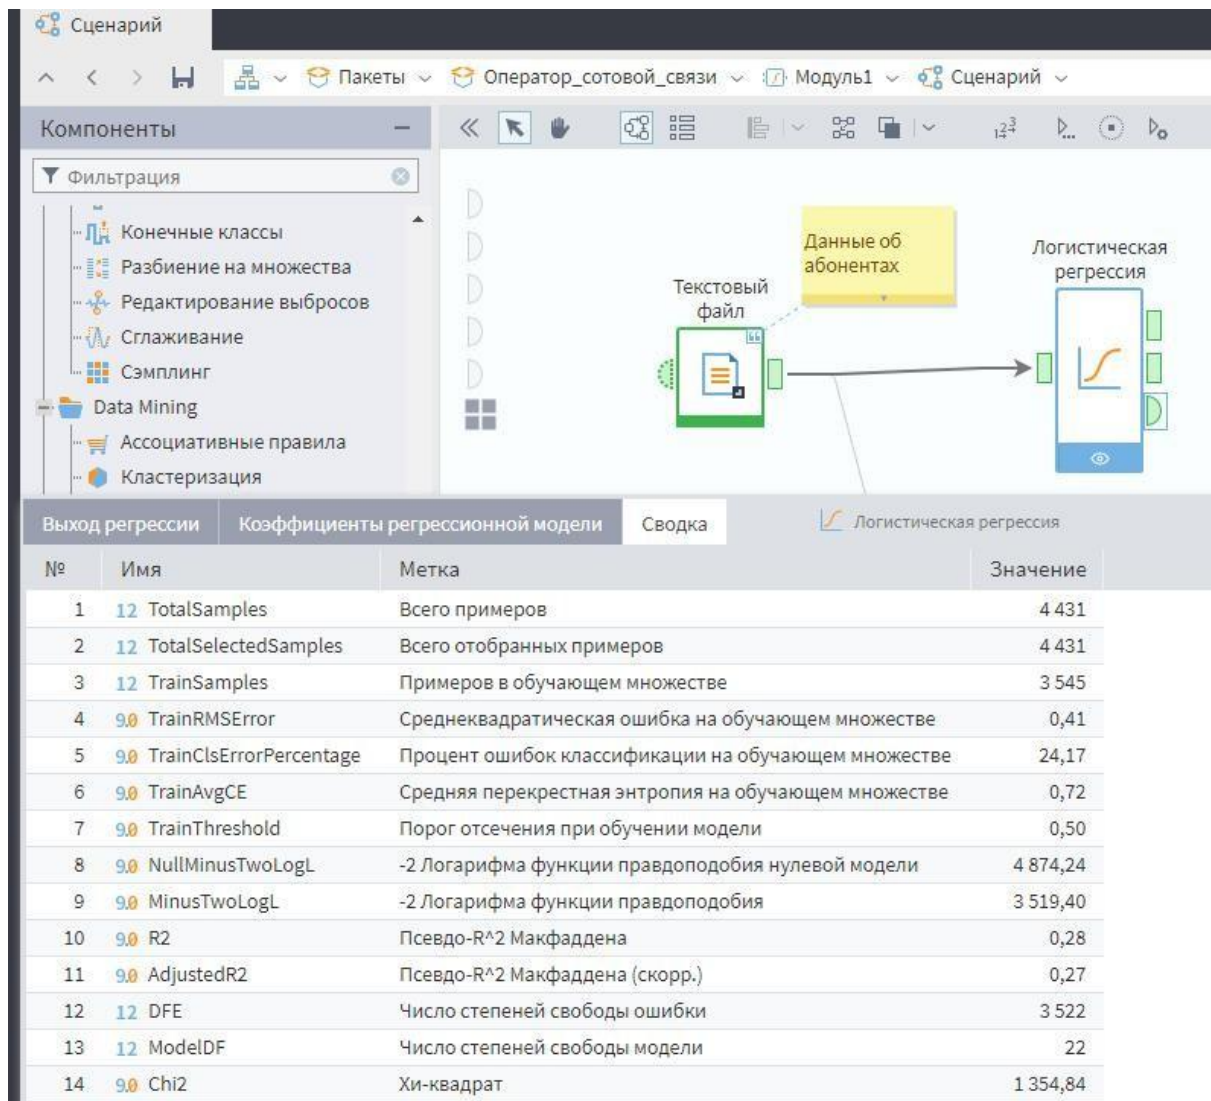 Сценарий
Пакеты Оператор_сотовой_связи Модуль1 Сценарий
Компоненты
Фильтрация
Конечные классы
Разбиение на множества
Редактирование выбросов
Сглаживание
Сэмплинг
Data Mining
Ассоциативные правила
Кластеризация
Текстовый
файл
Данные об
абонентах
Логистическая
регрессия
Выход регрессии Коэффициенты регрессионной модели Сводка Логистическая регрессия
№ Имя Метка Значение
1 12 TotalSamples Всего примеров 4 431
2 12 TotalSelectedSamples Всего отобранных примеров 4 431
3 12 TrainSamples Примеров в обучающем множестве 3 545
4 9.0 TrainRMSError Среднеквадратическая ошибка на обучающем множестве 0,41
5 9.0 TrainClsErrorPercentage Процент ошибок классификации на обучающем множестве 24,17
6 9.0 TrainAvgCE Средняя перекрестная энтропия на обучающем множестве 0,72
7 9.0 TrainThreshold Порог отсечения при обучении модели 0,50
8 9.0 NullMinusTwoLogL -2 Логарифма функции правдоподобия нулевой модели 4 874,24
9 9.0 MinusTwoLogL -2 Логарифма функции правдоподобия 3 519,40
10 9.0 R2 Псевдо-R^2 Макфаддена 0,28
11 9.0 AdjustedR2 Псевдо-R^2 Макфаддена (скорр.) 0,27
12 12 DFE Число степеней свободы ошибки 3 522
13 12 ModelDF Число степеней свободы модели 22
14 9.0 Chi2 Хи-квадрат 1 354,84